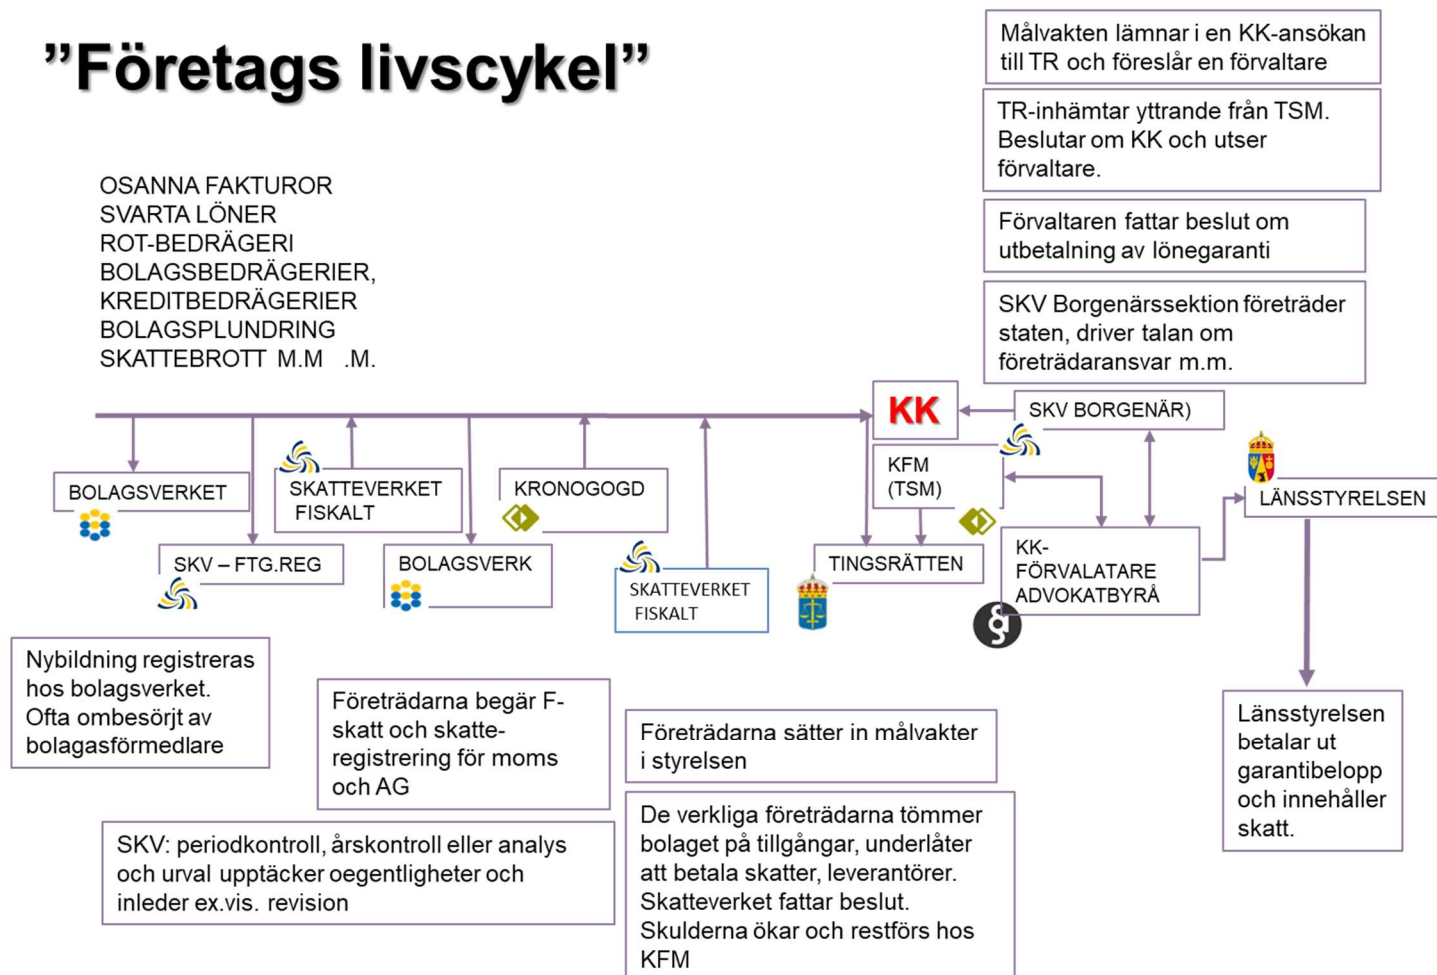 ”Företags livscykel”
OSANNA FAKTUROR
SVARTA LÖNER
ROT-BEDRÄGERI
BOLAGSBEDRÄGERIER,
KREDITBEDRÄGERIER
BOLAGSPLUNDRING
SKATTEBROTT M.M .M.
Målvakten lämnar i en KK-ansökan
till TR och föreslår en förvaltare
TR-inhämtar yttrande från TSM.
Beslutar om KK och utser
förvaltare.
Förvaltaren fattar beslut om
utbetalning av lönegaranti
SKV Borgenärssektion företräder
staten, driver talan om
företrädaransvar m.m.
KK
SKV BORGENÄR)
BOLAGSVERKET
SKV – FTG.REG
SKATTEVERKET
FISKALT
BOLAGSVERK
KRONOGOGD
SKATTEVERKET
FISKALT
TINGSRÄTTEN
KFM
(TSM)
KK-
FÖRVALATARE
ADVOKATBYRÅ
LÄNSSTYRELSEN
Nybildning registreras
hos bolagsverket.
Ofta ombesörjt av
bolagasförmedlare
Företrädarna begär F-
skatt och skatte-
registrering för moms
och AG
SKV: periodkontroll, årskontroll eller analys
och urval upptäcker oegentligheter och
inleder ex.vis. revision
Företrädarna sätter in målvakter
i styrelsen
De verkliga företrädarna tömmer
bolaget på tillgångar, underlåter
att betala skatter, leverantörer.
Skatteverket fattar beslut.
Skulderna ökar och restförs hos
KFM
Länsstyrelsen
betalar ut
garantibelopp
och innehåller
skatt.